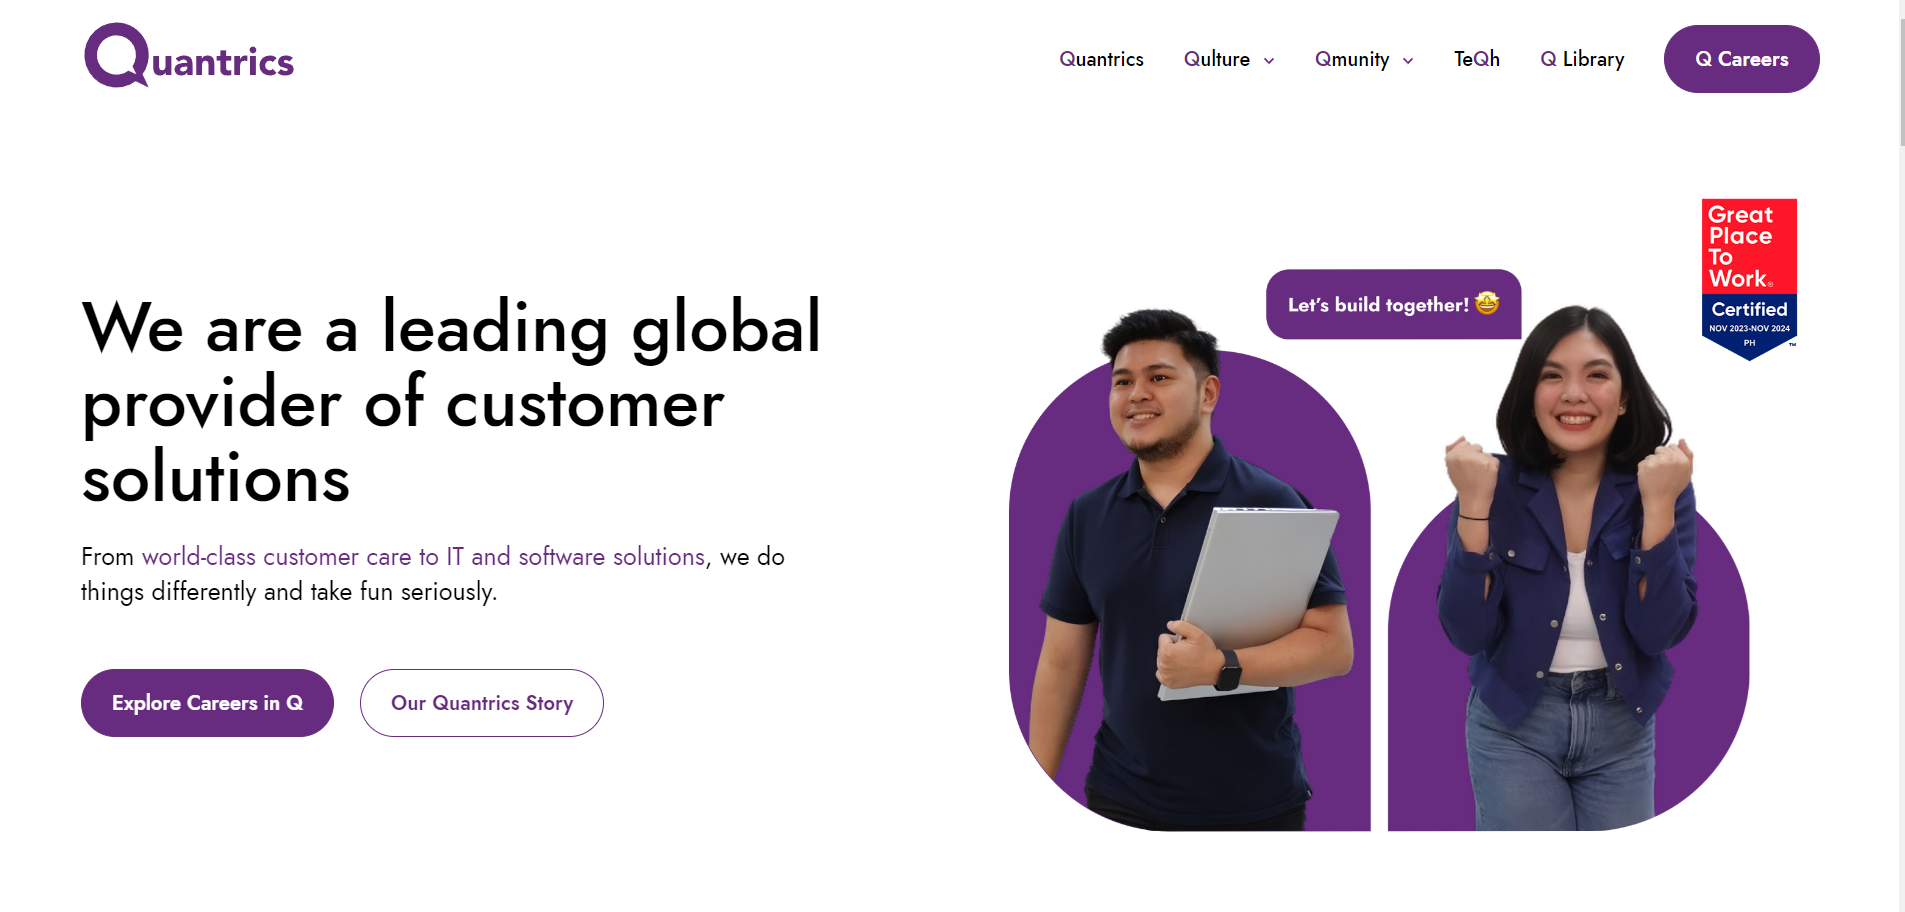 Quantrics
Quantrics
Qulture
Qmunity
TeQh
Q Library
Q Careers
We are a leading global
provider of customer
solutions
From world-class customer care to IT and software solutions, we do
things differently and take fun seriously.
Explore Careers in Q
Our Quantrics Story
Let's build together! 🤩
Great
Place
To
Work®
Certified
NOV 2023-NOV 2024
PH
™